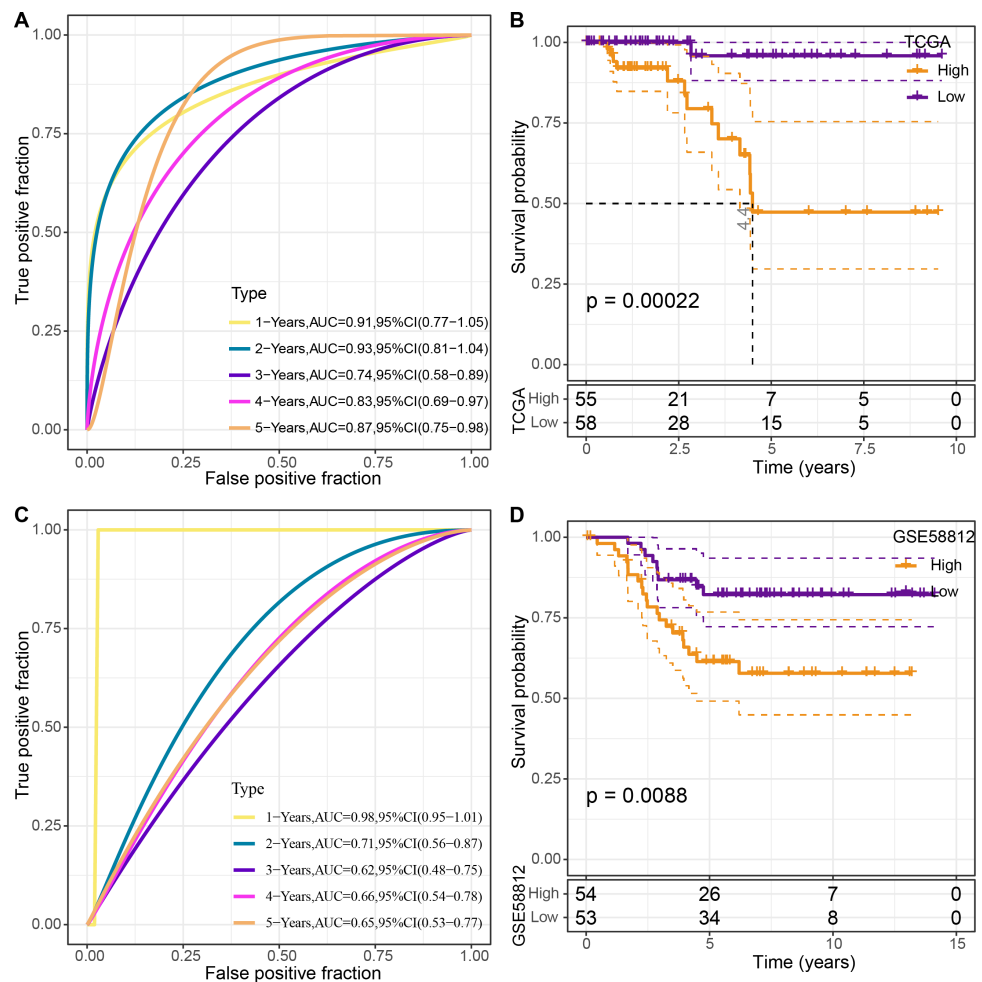 A
True positive fraction
1.00
0.75
0.50
0.25
0.00
Type
1−Years,AUC=0.91,95%CI(0.77−1.05)
2−Years,AUC=0.93,95%CI(0.81−1.04)
3−Years,AUC=0.74,95%CI(0.58−0.89)
4−Years,AUC=0.83,95%CI(0.69−0.97)
5−Years,AUC=0.87,95%CI(0.75−0.98)
0.00 0.25 0.50 0.75 1.00
False positive fraction
B
Survival probability
1.00
0.75
0.50
0.25
0.00
TCGA
High
Low
4.4
p = 0.00022
TCGA
High 55 21 7 5 0
Low 58 28 15 5 0
0 2.5 5 7.5 10
Time (years)
C
True positive fraction
1.00
0.75
0.50
0.25
0.00
Type
1−Years,AUC=0.98,95%CI(0.95−1.01)
2−Years,AUC=0.71,95%CI(0.56−0.87)
3−Years,AUC=0.62,95%CI(0.48−0.75)
4−Years,AUC=0.66,95%CI(0.54−0.78)
5−Years,AUC=0.65,95%CI(0.53−0.77)
0.00 0.25 0.50 0.75 1.00
False positive fraction
D
Survival probability
1.00
0.75
0.50
0.25
0.00
GSE58812
High
Low
p = 0.0088
GSE58812
High 54 26 7 0
Low 53 34 8 0
0 5 10 15
Time (years)